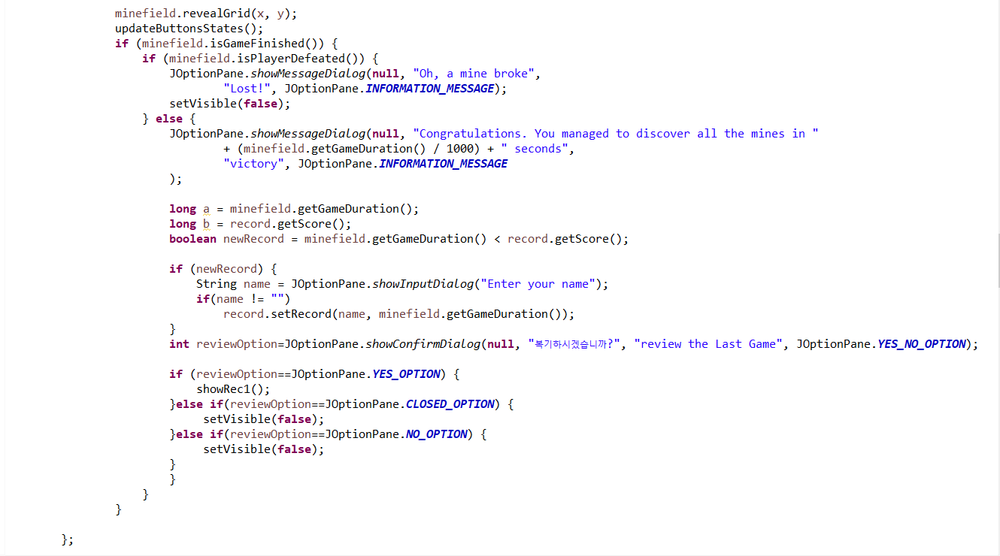 minefield.revealGrid(x, y);
updateButtonsStates();
if (minefield.isGameFinished()) {
if (minefield.isPlayerDefeated()) {
JOptionPane.showMessageDialog(null, "Oh, a mine broke",
"Lost!", JOptionPane.INFORMATION_MESSAGE);
setVisible(false);
} else {
JOptionPane.showMessageDialog(null, "Congratulations. You managed to discover all the mines in "
+ (minefield.getGameDuration() / 1000) + " seconds",
"victory", JOptionPane.INFORMATION_MESSAGE
);
long a = minefield.getGameDuration();
long b = record.getScore();
boolean newRecord = minefield.getGameDuration() < record.getScore();
if (newRecord) {
String name = JOptionPane.showInputDialog("Enter your name");
if(name != "")
record.setRecord(name, minefield.getGameDuration());
}
int reviewOption=JOptionPane.showConfirmDialog(null, "복기하시겠습니까?", "review the Last Game", JOptionPane.YES_NO_OPTION);
if (reviewOption==JOptionPane.YES_OPTION) {
showRec1();
}else if(reviewOption==JOptionPane.CLOSED_OPTION) {
setVisible(false);
}else if(reviewOption==JOptionPane.NO_OPTION) {
setVisible(false);
}
}
}
}
};